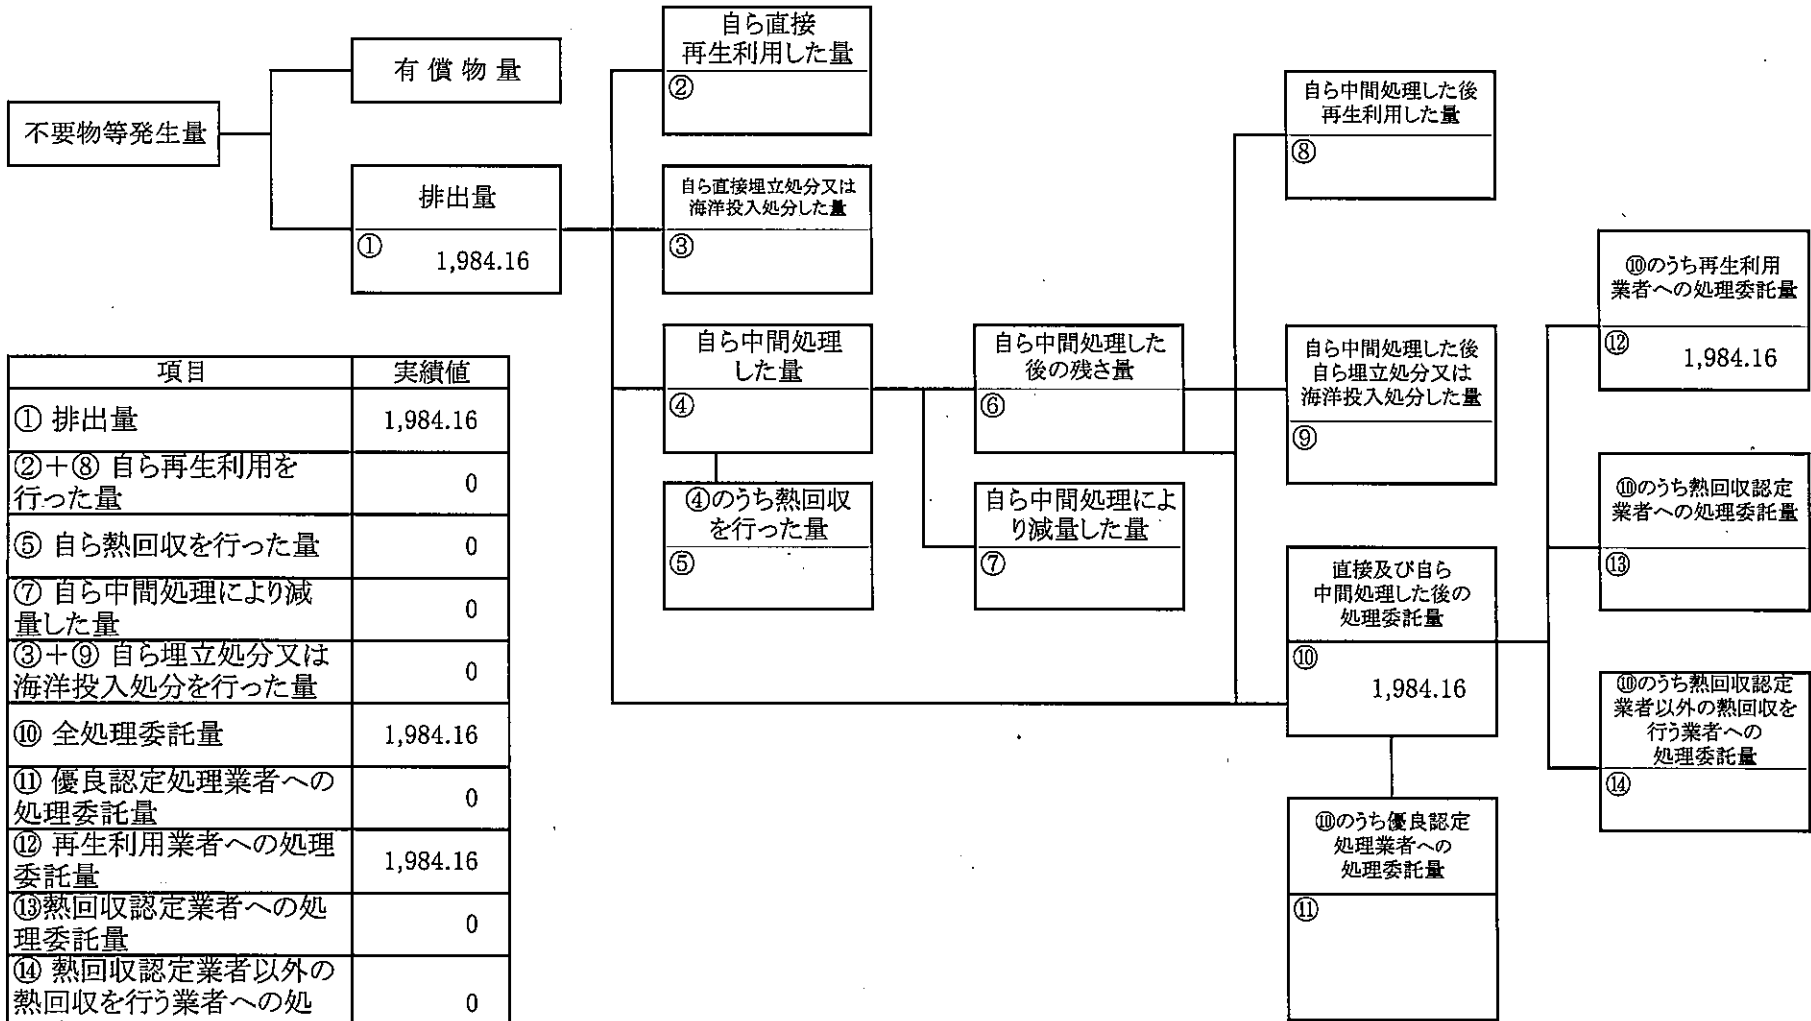 不要物等発生量
有償物量
排出量
①
1,984.16
自ら直接
再生利用した量
②
自ら直接埋立処分又は
海洋投入処分した量
③
自ら中間処理
した量
④
④のうち熱回収
を行った量
⑤
自ら中間処理した
後の残さ量
⑥
自ら中間処理によ
り減量した量
⑦
自ら中間処理した後
再生利用した量
⑧
自ら中間処理した後
自ら埋立処分又は
海洋投入処分した量
⑨
直接及び自ら
中間処理した後の
処理委託量
⑩
1,984.16
⑩のうち優良認定
処理業者への
処理委託量
⑪
⑩のうち再生利用
業者への処理委託量
⑫
1,984.16
⑩のうち熱回収認定
業者への処理委託量
⑬
⑩のうち熱回収認定
業者以外の熱回収を
行う業者への
処理委託量
⑭
項目 実績値
① 排出量 1,984.16
②+⑧ 自ら再生利用を
行った量 0
⑤ 自ら熱回収を行った量 0
⑦ 自ら中間処理により減
量した量 0
③+⑨ 自ら埋立処分又は
海洋投入処分を行った量 0
⑩ 全処理委託量 1,984.16
⑪ 優良認定処理業者への
処理委託量 0
⑫ 再生利用業者への処理
委託量 1,984.16
⑬熱回収認定業者への処
理委託量 0
⑭ 熱回収認定業者以外の
熱回収を行う業者への処 0